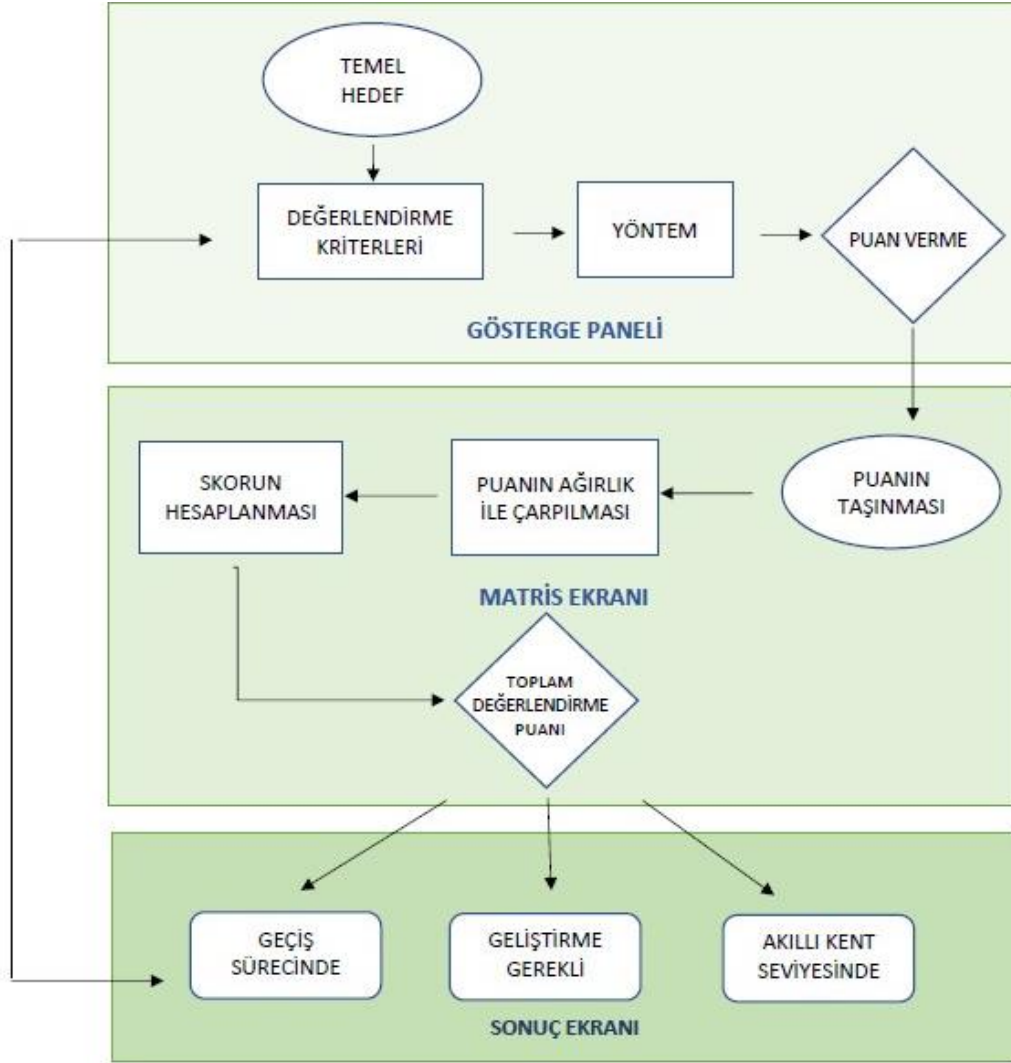 TEMEL
HEDEF
DEĞERLENDİRME
KRİTERLERİ
YÖNTEM
PUAN VERME
GÖSTERGE PANELİ
SKORUN
HESAPLANMASI
PUANIN AĞIRLIK
İLE ÇARPILMASI
PUANIN
TAŞINMASI
MATRİS EKRANI
TOPLAM
DEĞERLENDİRME
PUANI
GEÇİŞ
SÜRECİNDE
GELİŞTİRME
GEREKLİ
AKILLI KENT
SEVİYESİNDE
SONUÇ EKRANI